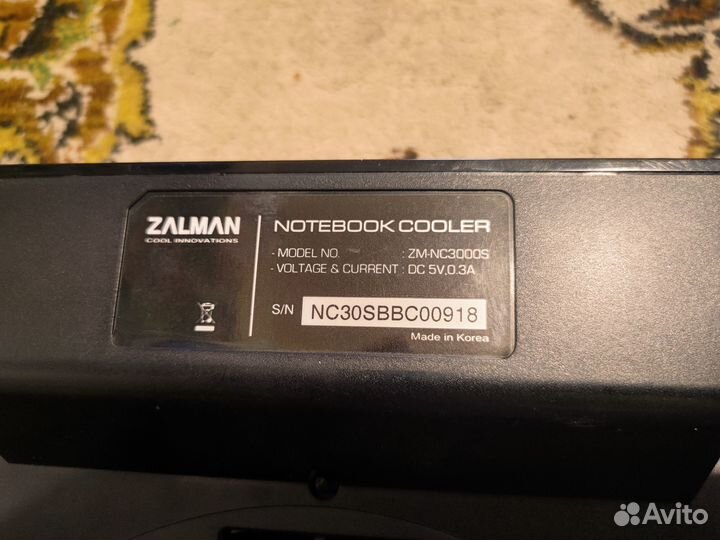 ZALMAN
COOL INNOVATIONS
NOTEBOOK COOLER
- MODEL NO. : ZM-NC3000S
- VOLTAGE & CURRENT : DC 5V,0.3A
S/N NC30SBBC00918
Made in Korea
Avito